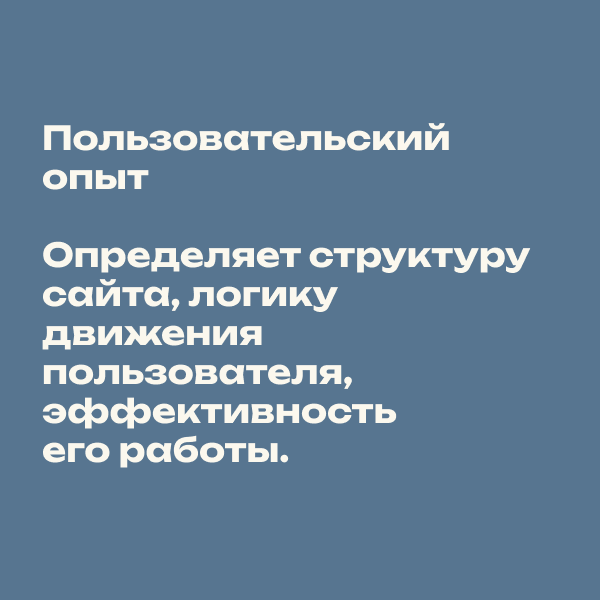 Пользовательский
опыт
Определяет структуру
сайта, логику
движения
пользователя,
эффективность
его работы.